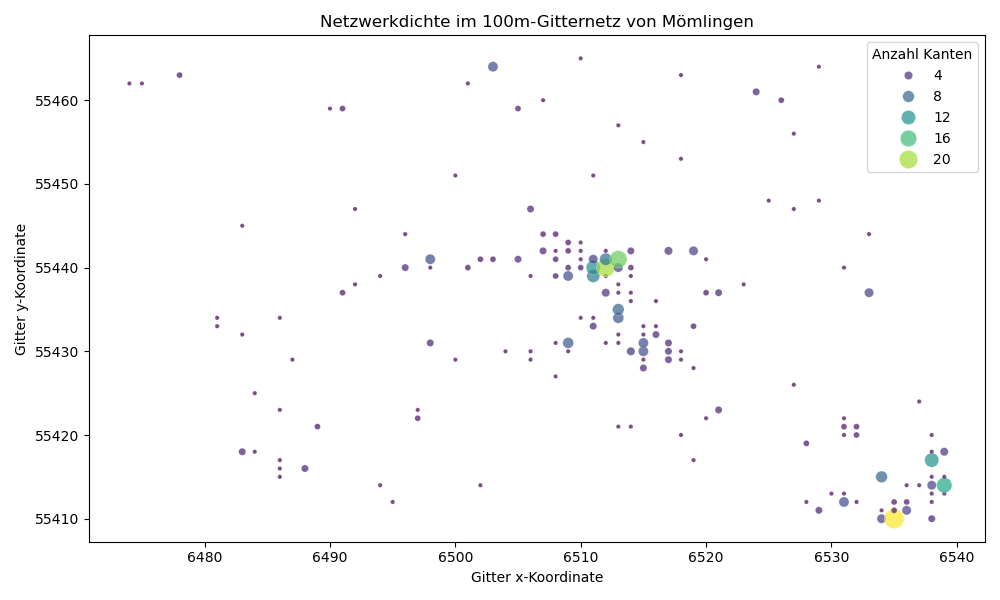 Netzwerkdichte im 100m-Gitternetz von Mömlingen
Anzahl Kanten
4
8
12
16
20
Gitter y-Koordinate
55460
55450
55440
55430
55420
55410
6480 6490 6500 6510 6520 6530 6540
Gitter x-Koordinate